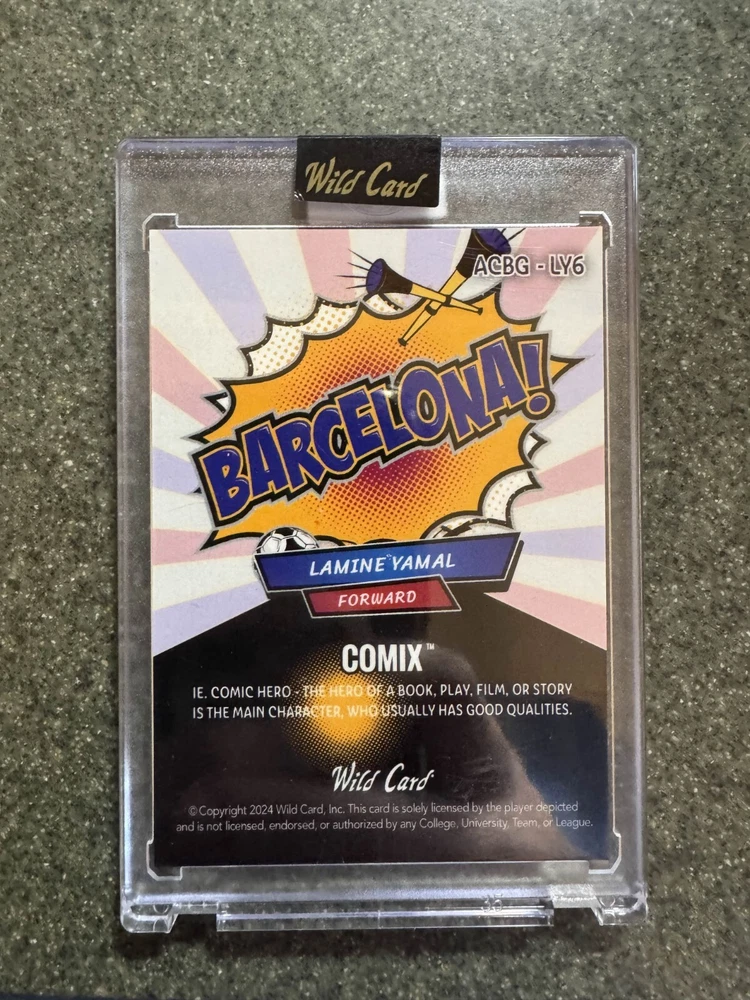 Wild Card
ACBG - LY6
BARCELONA!
LAMINE YAMAL
FORWARD
COMIX™
IE. COMIC HERO - THE HERO OF A BOOK, PLAY, FILM, OR STORY
IS THE MAIN CHARACTER, WHO USUALLY HAS GOOD QUALITIES.
Wild Card
© Copyright 2024 Wild Card, Inc. This card is solely licensed by the player depicted
and is not licensed, endorsed, or authorized by any College, University, Team, or League.